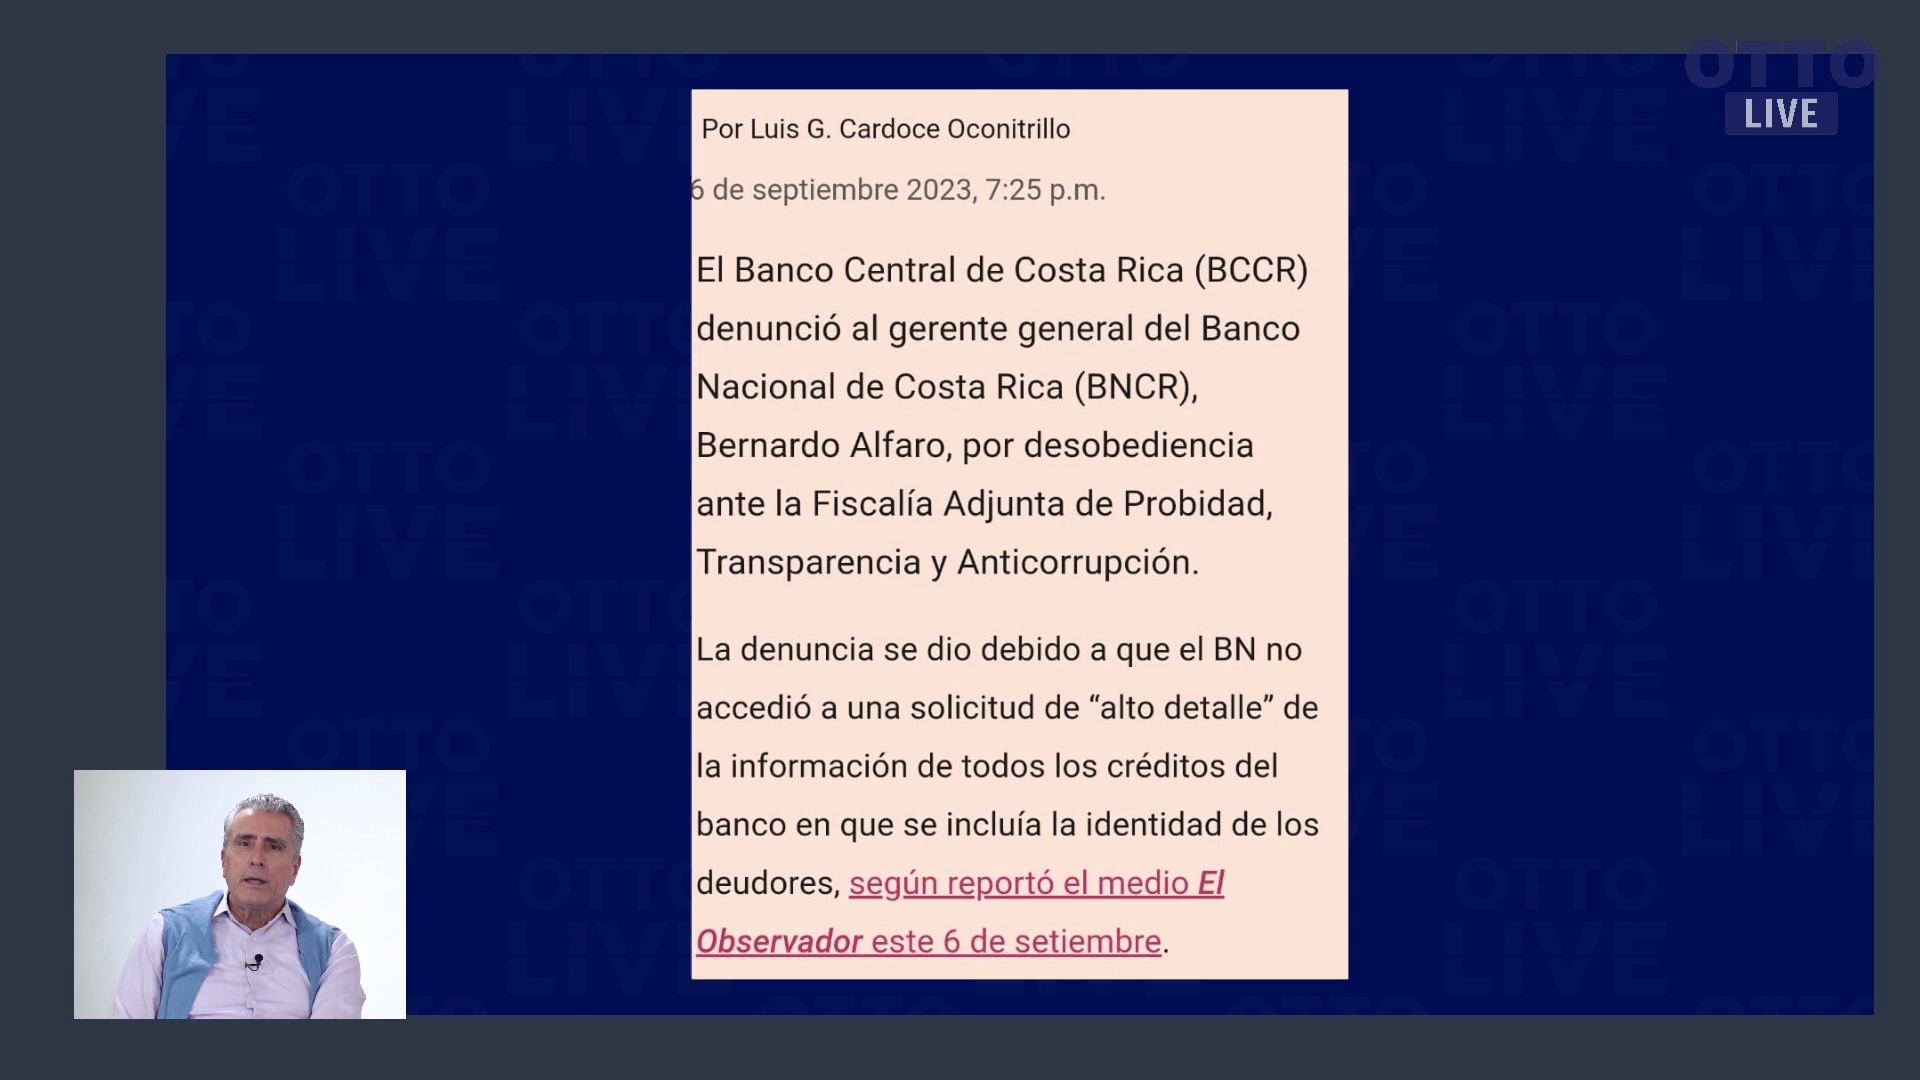 OTTO
LIVE
Por Luis G. Cardoce Oconitrillo
6 de septiembre 2023, 7:25 p.m.
El Banco Central de Costa Rica (BCCR)
denunció al gerente general del Banco
Nacional de Costa Rica (BNCR),
Bernardo Alfaro, por desobediencia
ante la Fiscalía Adjunta de Probidad,
Transparencia y Anticorrupción.
La denuncia se dio debido a que el BN no
accedió a una solicitud de “alto detalle” de
la información de todos los créditos del
banco en que se incluía la identidad de los
deudores, según reportó el medio El
Observador este 6 de setiembre.